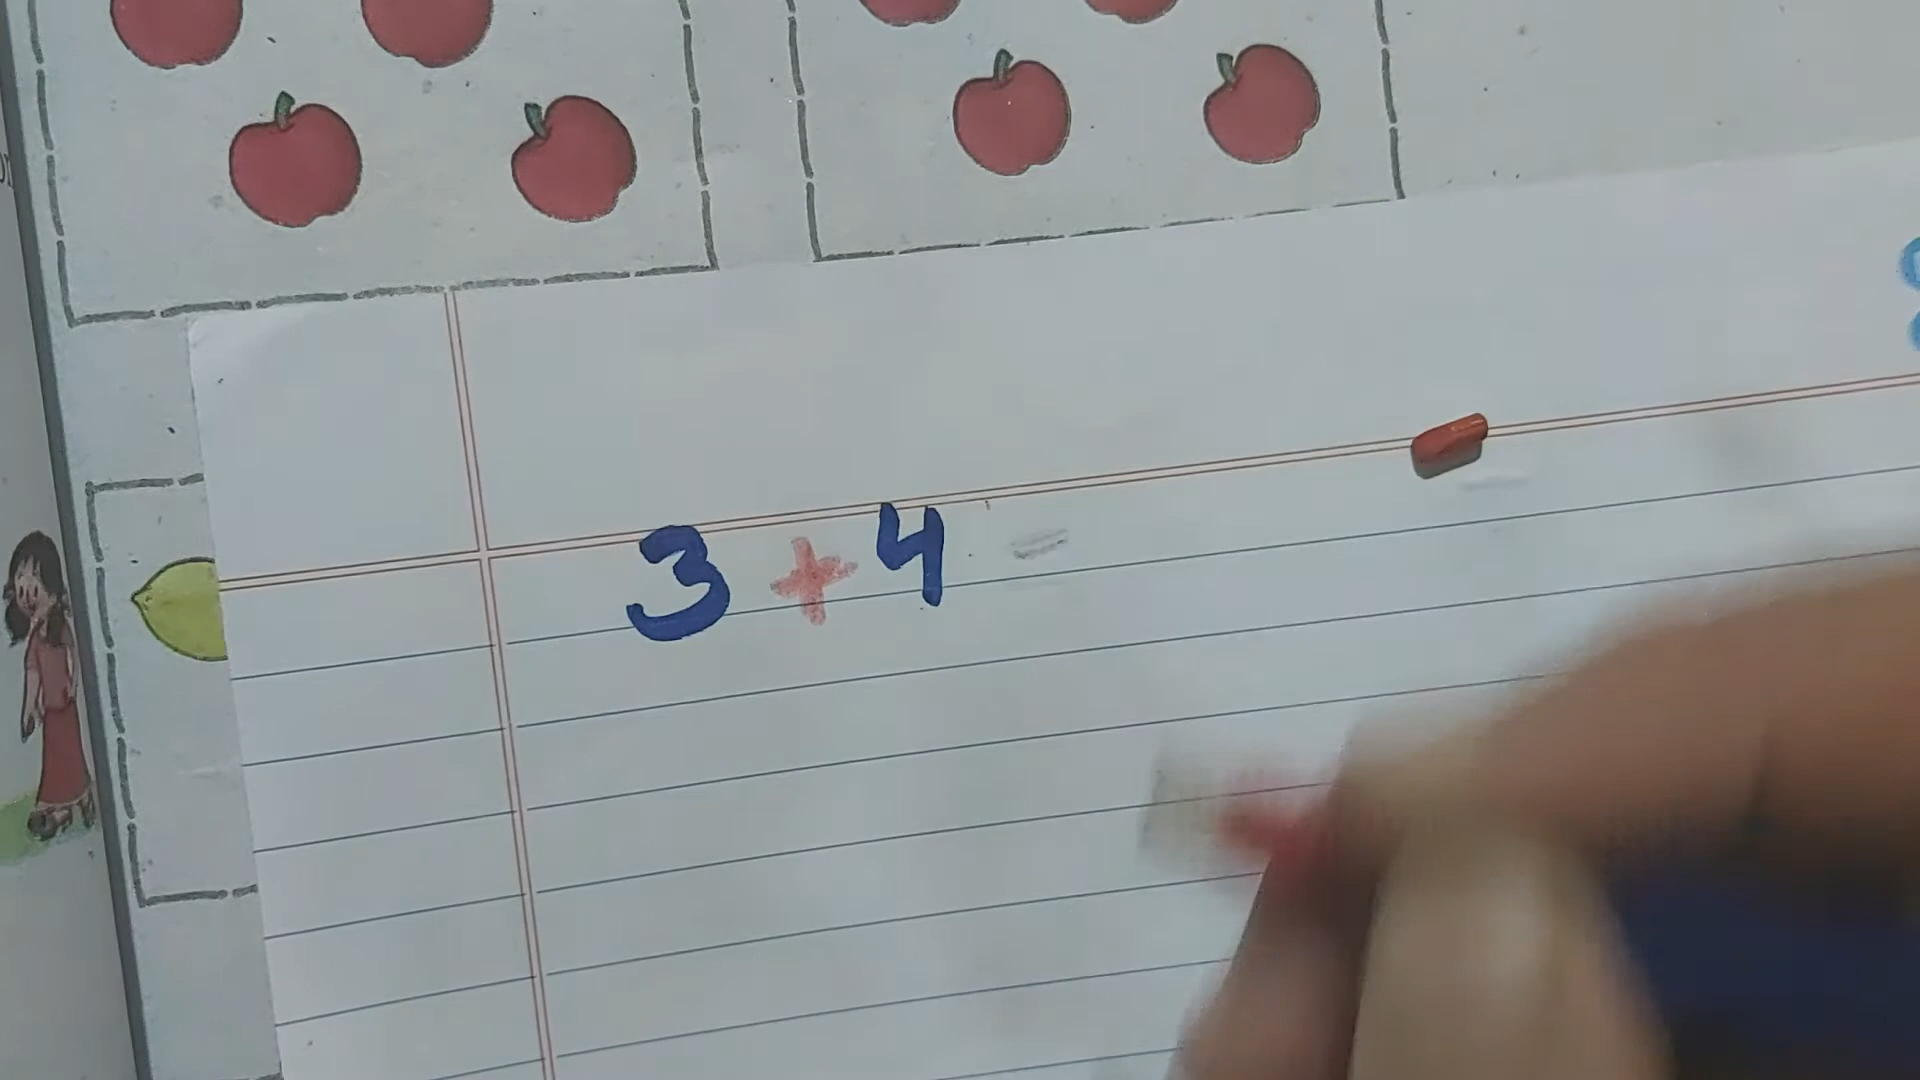 3 + 4 =